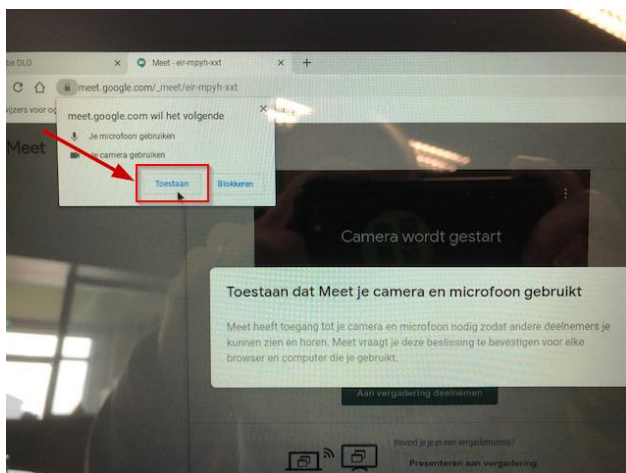 be DLO
Meet - eir-mpyh-xxt
meet.google.com/_meet/eir-mpyh-xxt
wijzers voor
meet.google.com wil het volgende
Je microfoon gebruiken
Je camera gebruiken
Toestaan
Blokkeren
Meet
Camera wordt gestart
Toestaan dat Meet je camera en microfoon gebruikt
Meet heeft toegang tot je camera en microfoon nodig zodat andere deelnemers je
kunnen zien en horen. Meet vraagt je deze beslissing te bevestigen voor elke
browser en computer die je gebruikt.
Aan vergadering deelnemen
Bevind je je in een vergaderruimte?
Presenteren aan vergadering